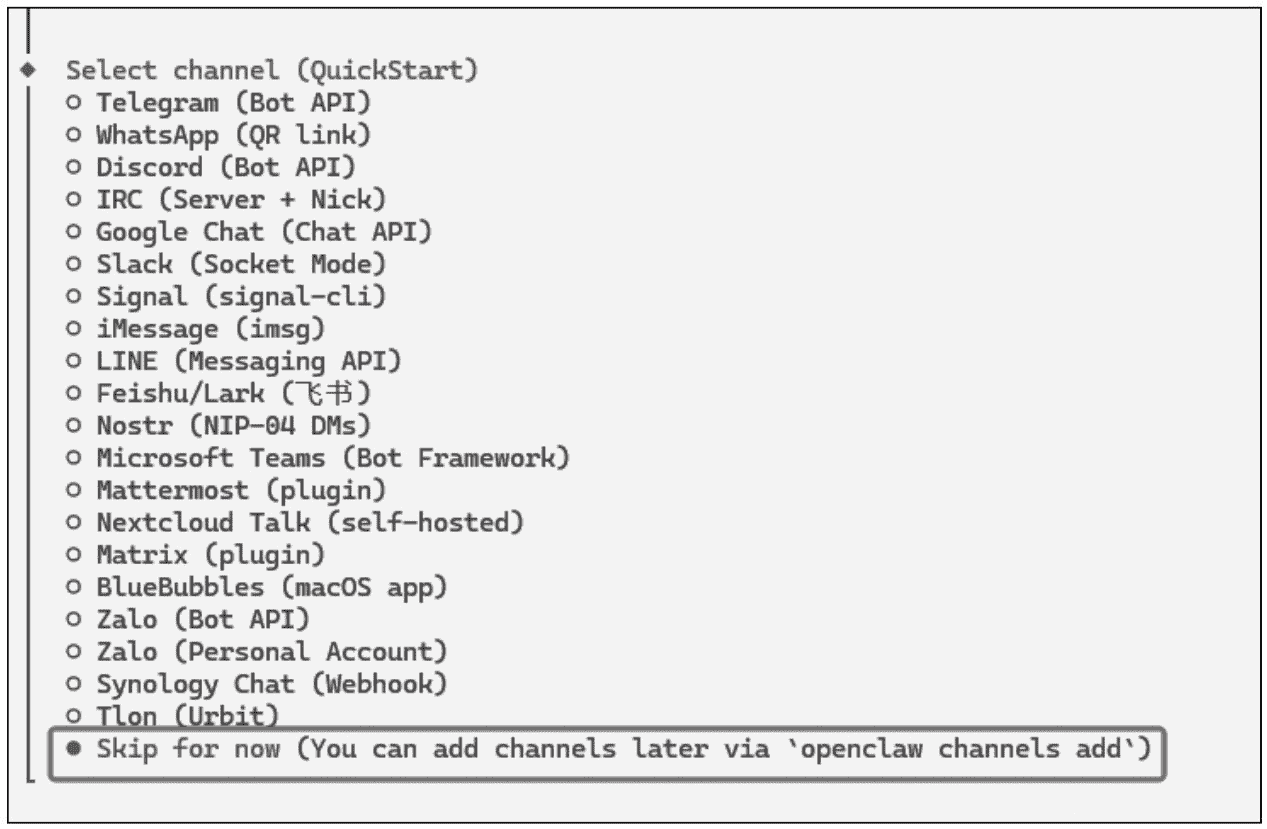 Select channel (QuickStart)
Telegram (Bot API)
WhatsApp (QR link)
Discord (Bot API)
IRC (Server + Nick)
Google Chat (Chat API)
Slack (Socket Mode)
Signal (signal-cli)
iMessage (imsg)
LINE (Messaging API)
Feishu/Lark (飞书)
Nostr (NIP-04 DMs)
Microsoft Teams (Bot Framework)
Mattermost (plugin)
Nextcloud Talk (self-hosted)
Matrix (plugin)
BlueBubbles (macOS app)
Zalo (Bot API)
Zalo (Personal Account)
Synology Chat (Webhook)
Tlon (Urbit)
Skip for now (You can add channels later via `openclaw channels add`)